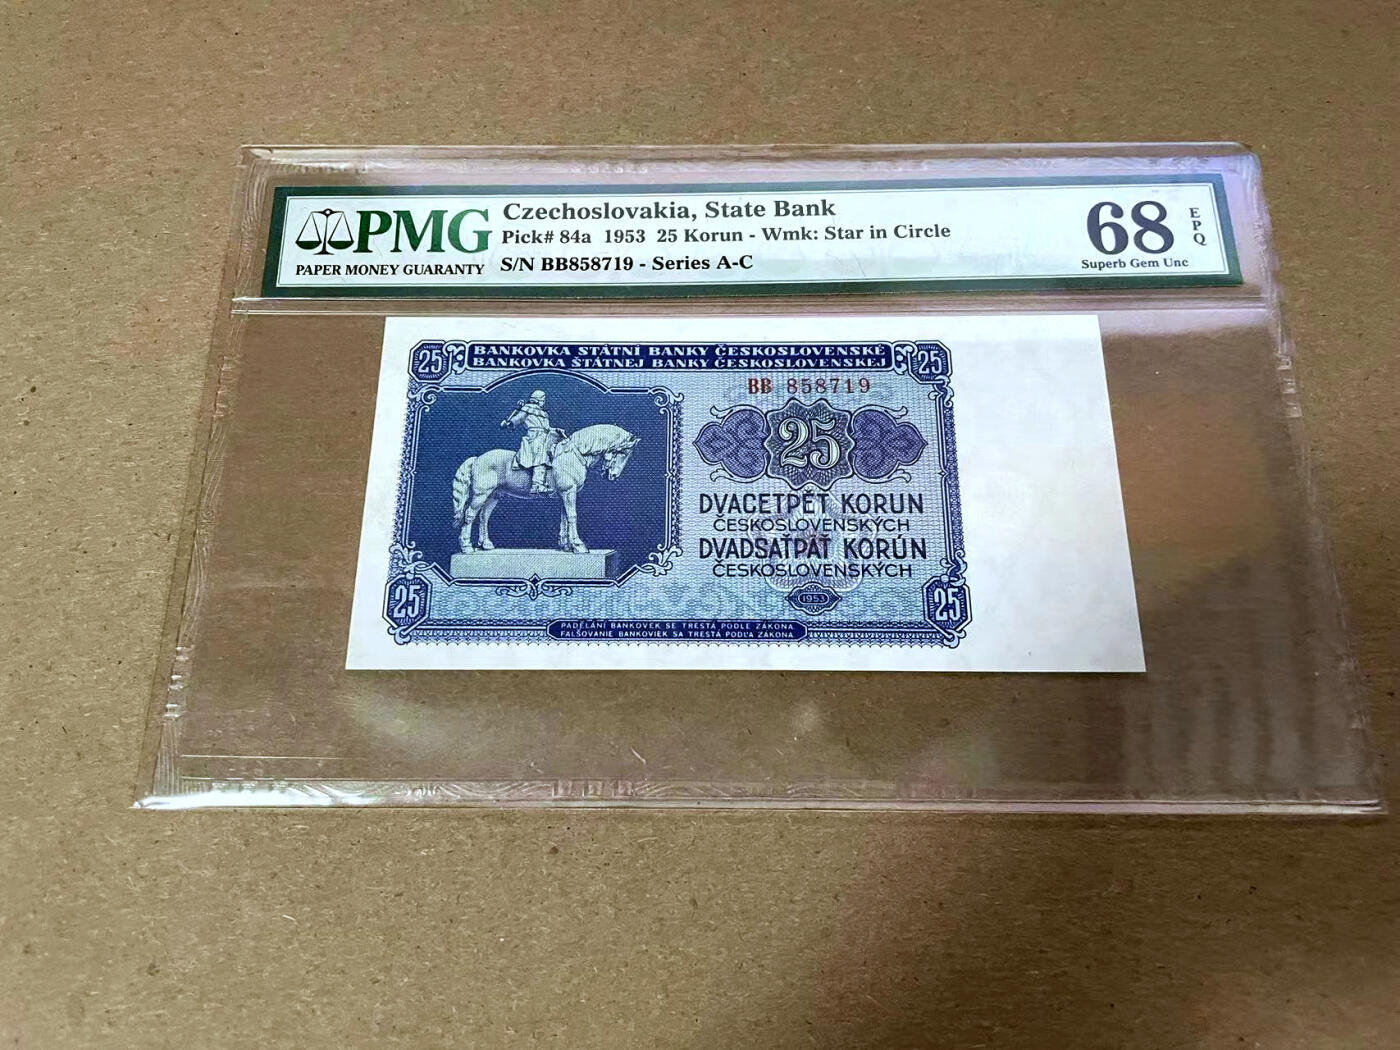 PMG
PAPER MONEY GUARANTY
Czechoslovakia, State Bank
Pick# 84a 1953 25 Korun - Wmk: Star in Circle
S/N BB858719 - Series A-C
68
EPQ
Superb Gem Unc
25
BANKOVKA STÁTNÍ BANKY ČESKOSLOVENSKÉ
BANKOVKA ŠTÁTNEJ BANKY ČESKOSLOVENSKEJ
25
BB 858719
25
DVACETPĚT KORUN
ČESKOSLOVENSKÝCH
DVADSAŤPÄŤ KORÚN
ČESKOSLOVENSKÝCH
1953
25
25
PADĚLÁNÍ BANKOVEK SE TRESTÁ PODLE ZÁKONA
FALŠOVANIE BANKOVIEK SA TRESTÁ PODĽA ZÁKONA